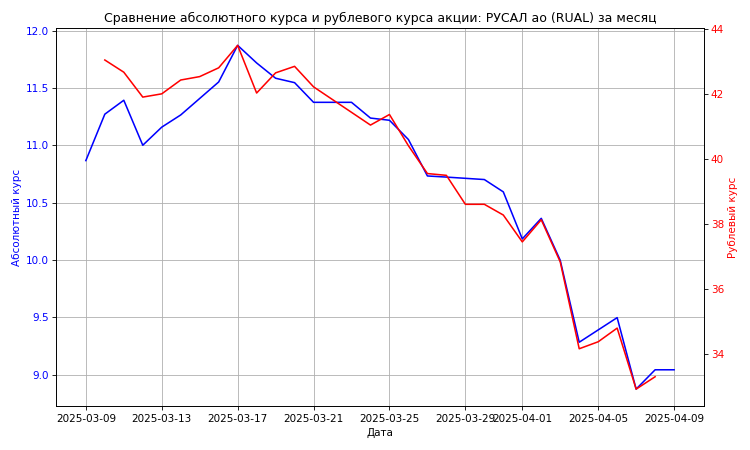 Сравнение абсолютного курса и рублевого курса акции: РУСАЛ ао (RUAL) за месяц
12.0
11.5
11.0
10.5
10.0
9.5
9.0
Абсолютный курс
44
42
40
38
36
34
Рублевый курс
2025-03-09 2025-03-13 2025-03-17 2025-03-21 2025-03-25 2025-03-29 2025-04-01 2025-04-05 2025-04-09
Дата